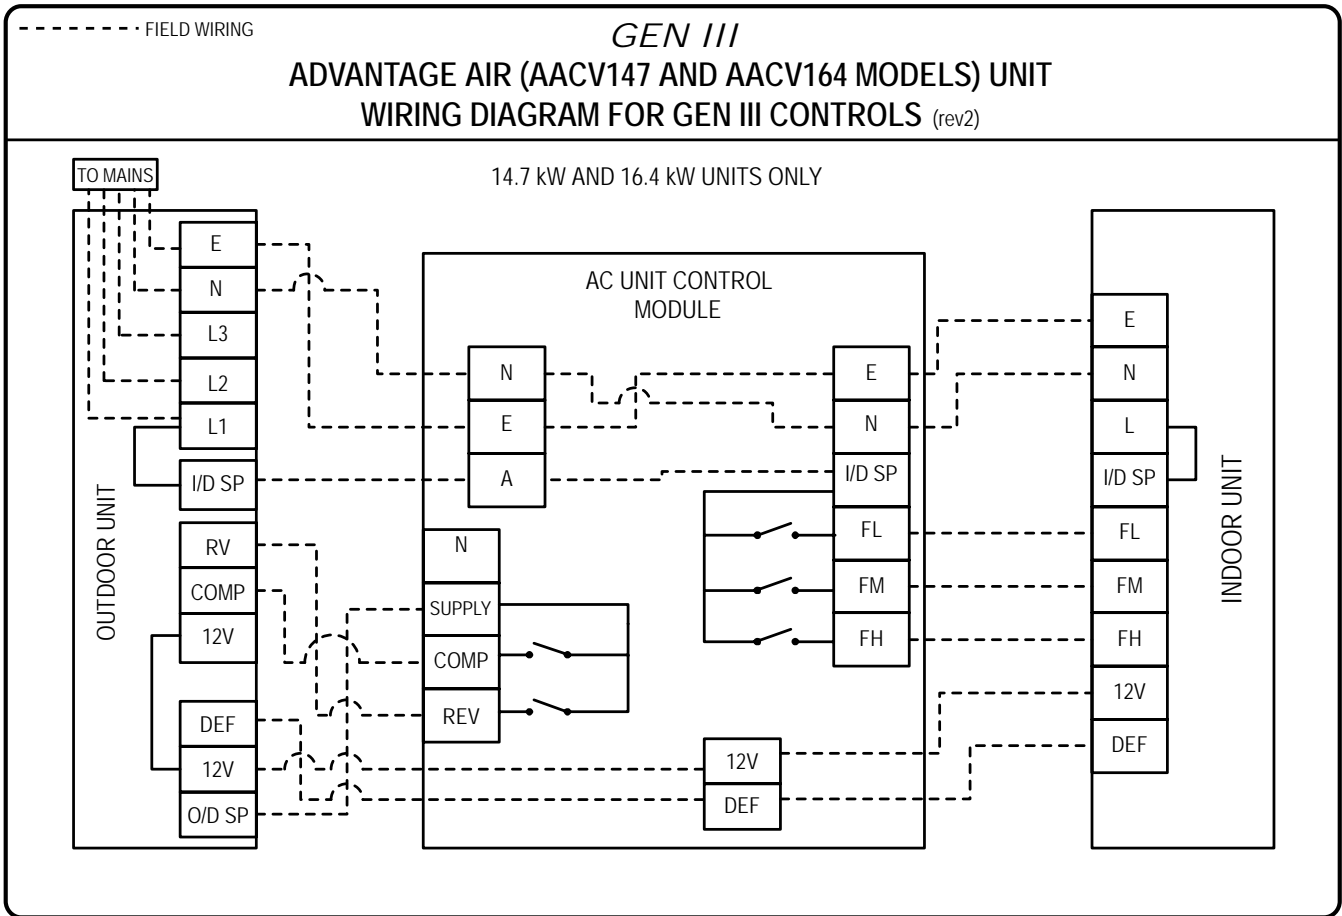 FIELD WIRING
GEN III
ADVANTAGE AIR (AACV147 AND AACV164 MODELS) UNIT
WIRING DIAGRAM FOR GEN III CONTROLS (rev2)
14.7 kW AND 16.4 kW UNITS ONLY
TO MAINS
OUTDOOR UNIT
E
N
L3
L2
L1
I/D SP
RV
COMP
12V
DEF
12V
O/D SP
AC UNIT CONTROL
MODULE
N
E
A
N
SUPPLY
COMP
REV
E
N
I/D SP
FL
FM
FH
12V
DEF
E
N
L
I/D SP
FL
FM
FH
12V
DEF
INDOOR UNIT